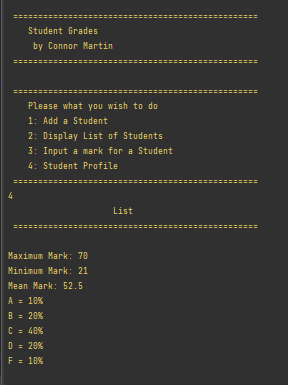 =================================================
Student Grades
by Connor Martin
=================================================
=================================================
Please what you wish to do
1: Add a Student
2: Display List of Students
3: Input a mark for a Student
4: Student Profile
=================================================
4
List
=================================================
Maximum Mark: 70
Minimum Mark: 21
Mean Mark: 52.5
A = 10%
B = 20%
C = 40%
D = 20%
F = 10%